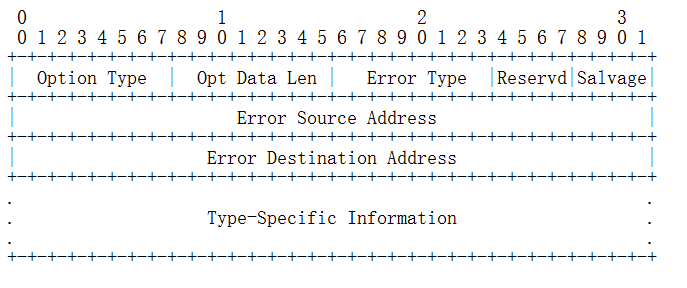 0                   1                   2                   3
 0 1 2 3 4 5 6 7 8 9 0 1 2 3 4 5 6 7 8 9 0 1 2 3 4 5 6 7 8 9 0 1
+-+-+-+-+-+-+-+-+-+-+-+-+-+-+-+-+-+-+-+-+-+-+-+-+-+-+-+-+-+-+-+-+
|  Option Type  |  Opt Data Len |   Error Type  |Reservd|Salvage|
+-+-+-+-+-+-+-+-+-+-+-+-+-+-+-+-+-+-+-+-+-+-+-+-+-+-+-+-+-+-+-+-+
|                      Error Source Address                     |
+-+-+-+-+-+-+-+-+-+-+-+-+-+-+-+-+-+-+-+-+-+-+-+-+-+-+-+-+-+-+-+-+
|                   Error Destination Address                   |
+-+-+-+-+-+-+-+-+-+-+-+-+-+-+-+-+-+-+-+-+-+-+-+-+-+-+-+-+-+-+-+-+
.                                                               .
.                   Type-Specific Information                   .
.                                                               .
+-+-+-+-+-+-+-+-+-+-+-+-+-+-+-+-+-+-+-+-+-+-+-+-+-+-+-+-+-+-+-+-+